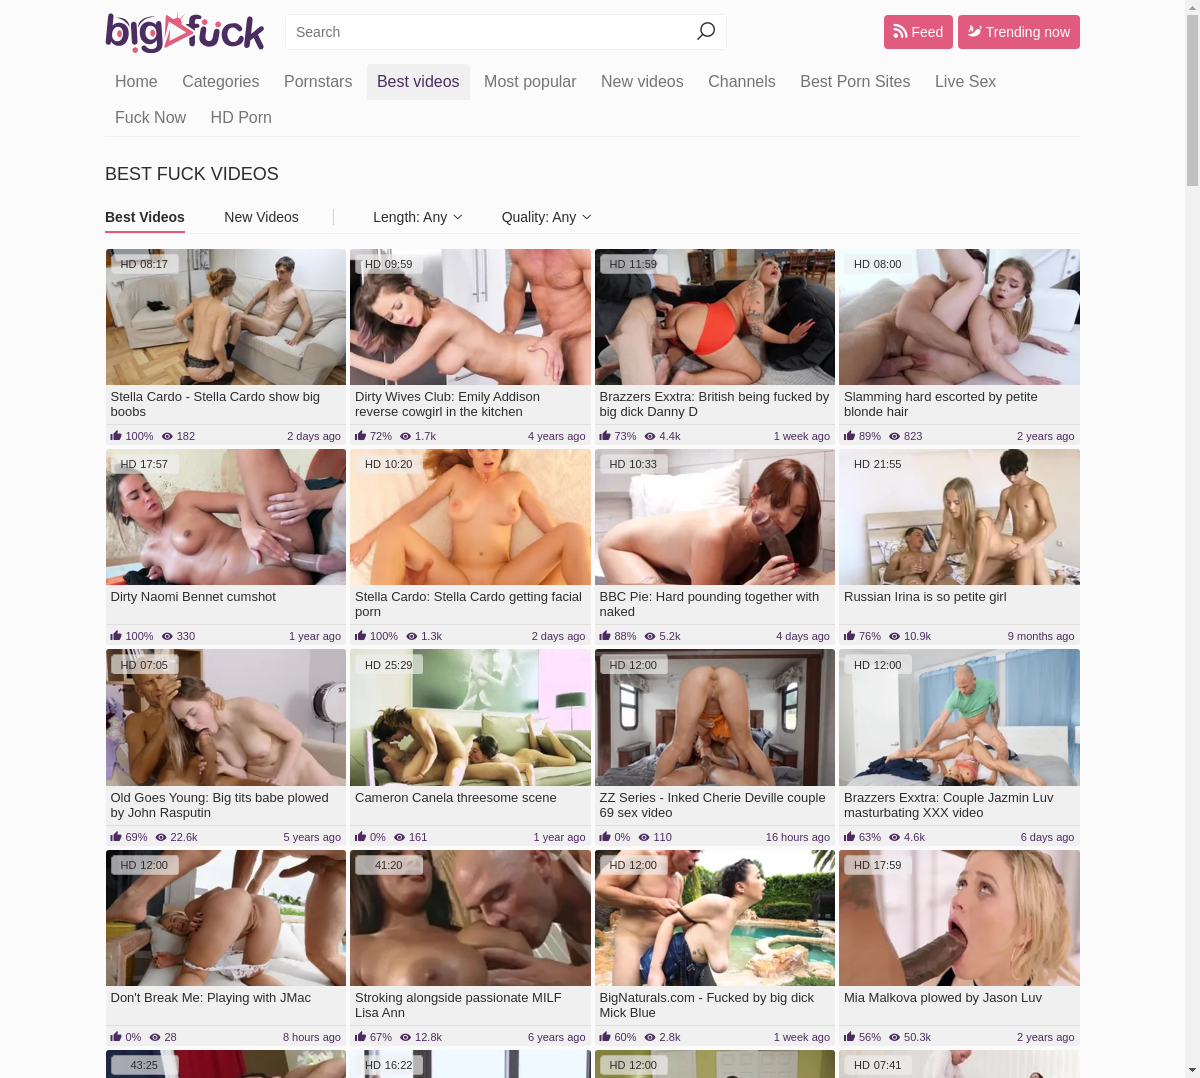 bigfuck
Search
Feed
Trending now
Home Categories Pornstars Best videos Most popular New videos Channels Best Porn Sites Live Sex
Fuck Now HD Porn
BEST FUCK VIDEOS
Best Videos New Videos Length: Any Quality: Any
HD 08:17 HD 09:59 HD 11:59 HD 08:00
Stella Cardo - Stella Cardo show big
boobs
100% 182 2 days ago
Dirty Wives Club: Emily Addison
reverse cowgirl in the kitchen
72% 1.7k 4 years ago
Brazzers Exxtra: British being fucked by
big dick Danny D
73% 4.4k 1 week ago
Slamming hard escorted by petite
blonde hair
89% 823 2 years ago
HD 17:57 HD 10:20 HD 10:33 HD 21:55
Dirty Naomi Bennet cumshot
100% 330 1 year ago
Stella Cardo: Stella Cardo getting facial
porn
100% 1.3k 2 days ago
BBC Pie: Hard pounding together with
naked
88% 5.2k 4 days ago
Russian Irina is so petite girl
76% 10.9k 9 months ago
HD 07:05 HD 25:29 HD 12:00 HD 12:00
Old Goes Young: Big tits babe plowed
by John Rasputin
69% 22.6k 5 years ago
Cameron Canela threesome scene
0% 161 1 year ago
ZZ Series - Inked Cherie Deville couple
69 sex video
0% 110 16 hours ago
Brazzers Exxtra: Couple Jazmin Luv
masturbating XXX video
63% 4.6k 6 days ago
HD 12:00 41:20 HD 12:00 HD 17:59
Don't Break Me: Playing with JMac
0% 28 8 hours ago
Stroking alongside passionate MILF
Lisa Ann
67% 12.8k 6 years ago
BigNaturals.com - Fucked by big dick
Mick Blue
60% 2.8k 1 week ago
Mia Malkova plowed by Jason Luv
56% 50.3k 2 years ago
43:25 HD 16:22 HD 12:00 HD 07:41